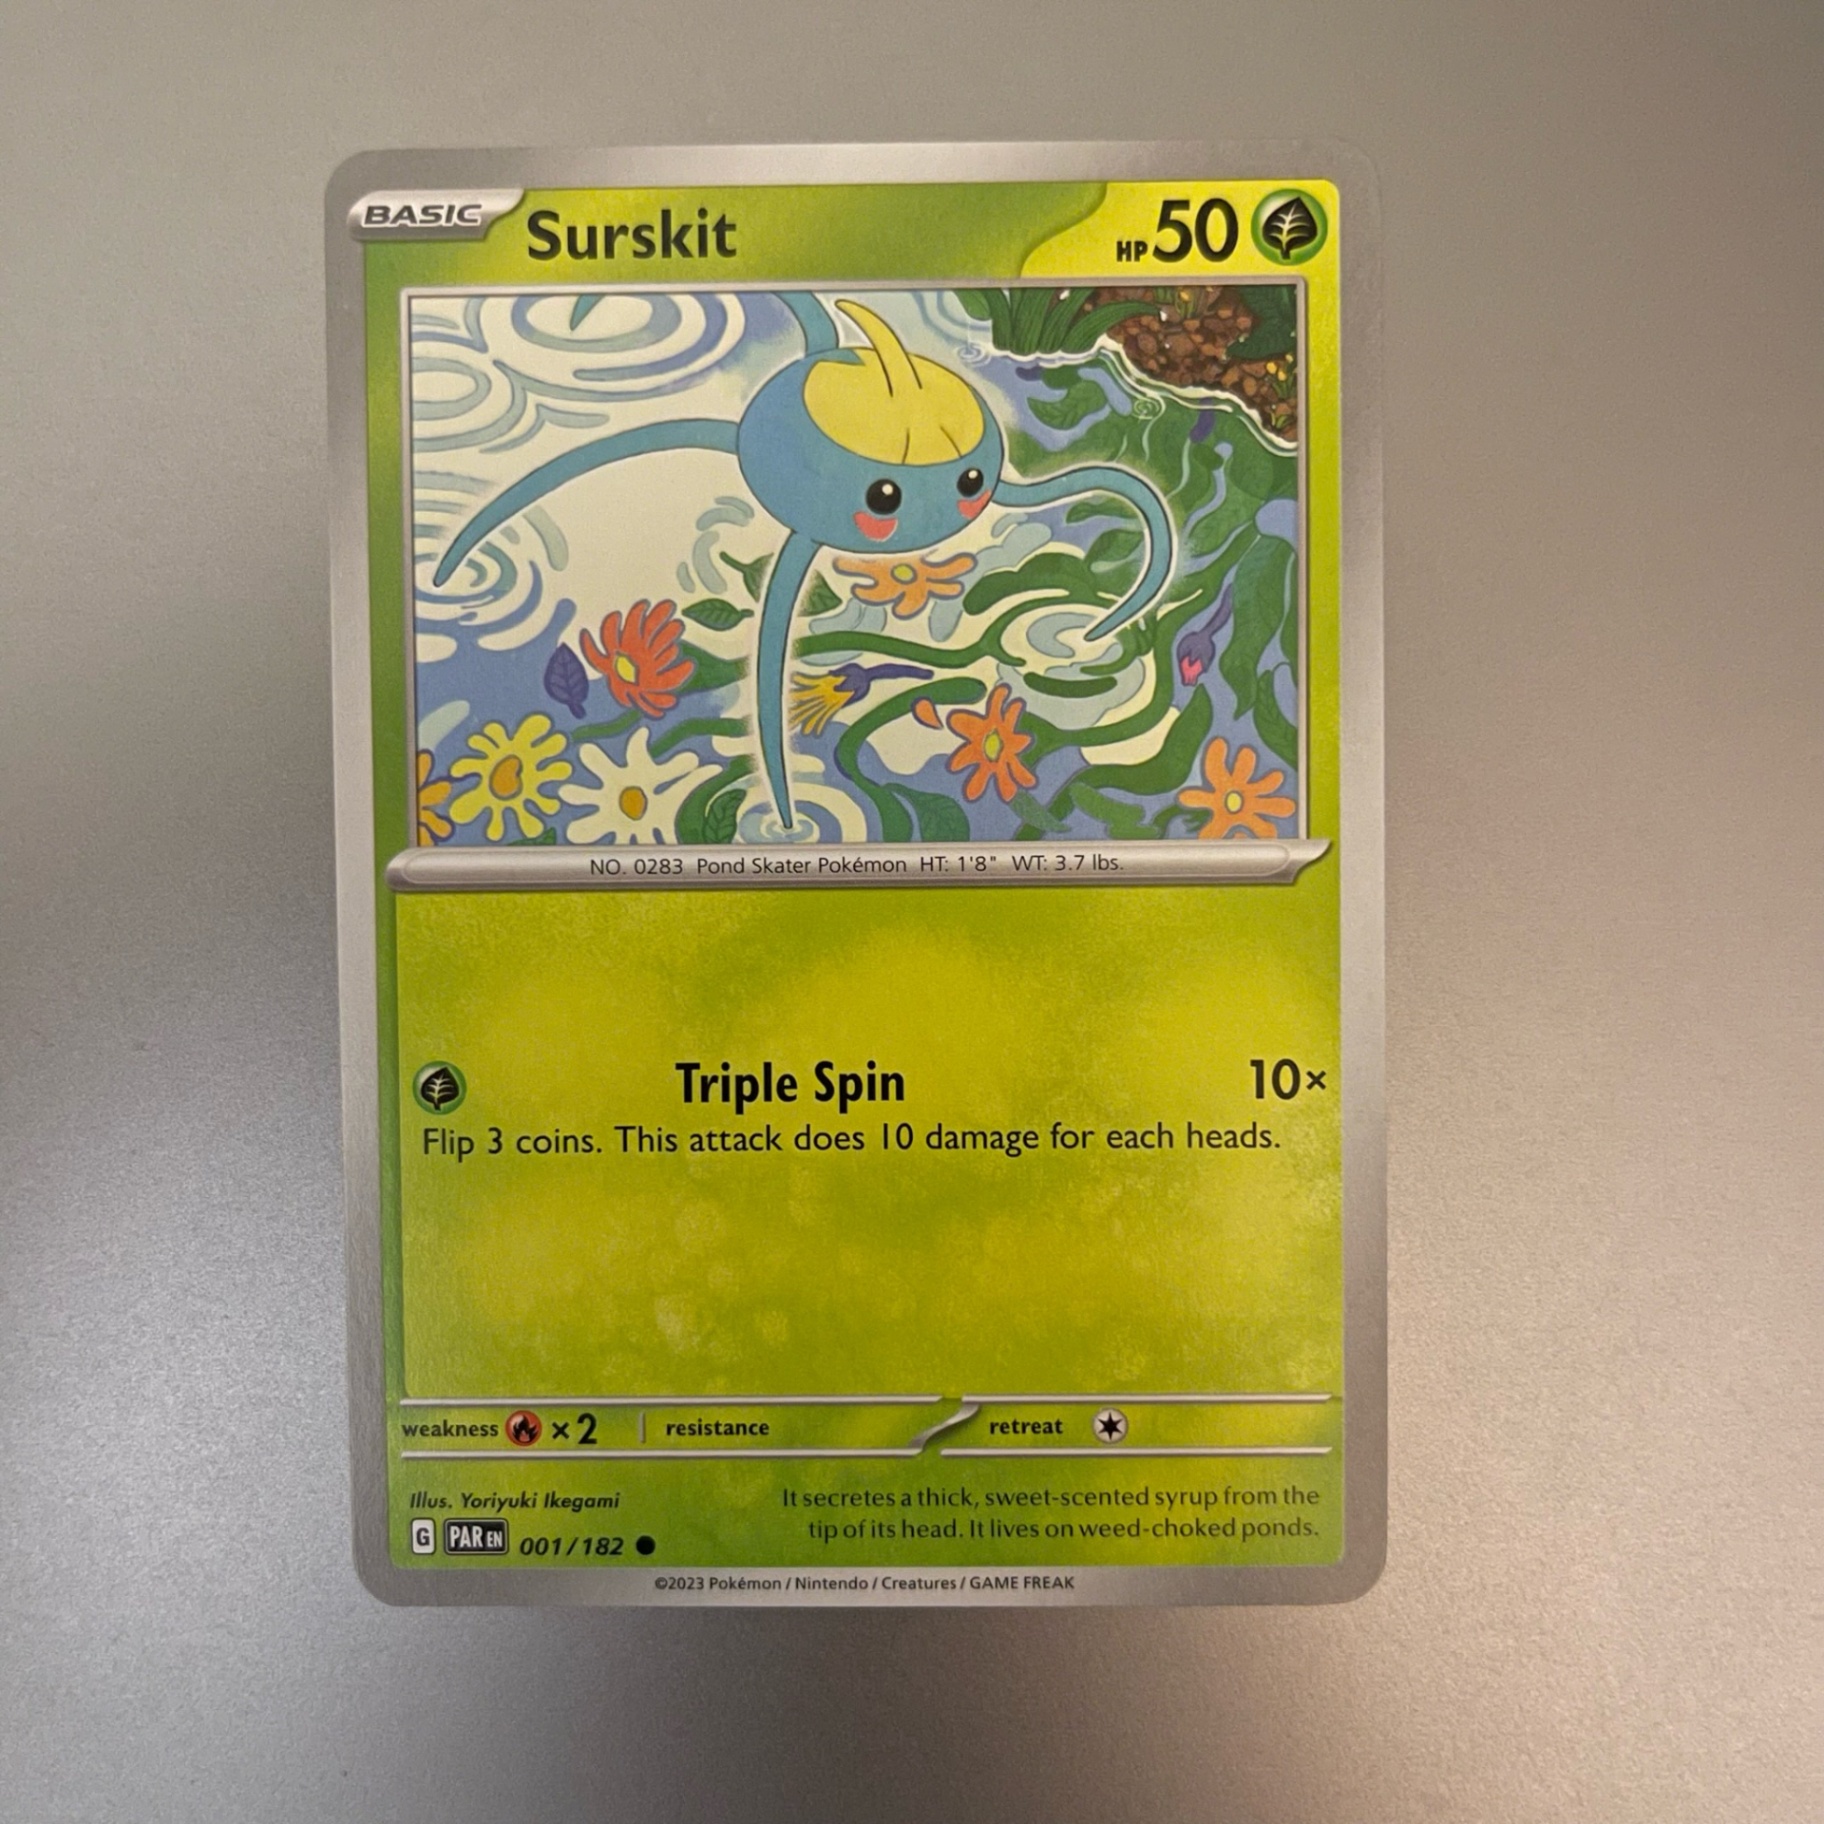 BASIC Surskit HP 50
NO. 0283 Pond Skater Pokémon HT: 1'8" WT: 3.7 lbs.
Triple Spin 10×
Flip 3 coins. This attack does 10 damage for each heads.
weakness ×2 resistance retreat
Illus. Yoriyuki Ikegami
It secretes a thick, sweet-scented syrup from the
tip of its head. It lives on weed-choked ponds.
G PAR EN 001/182
©2023 Pokémon / Nintendo / Creatures / GAME FREAK